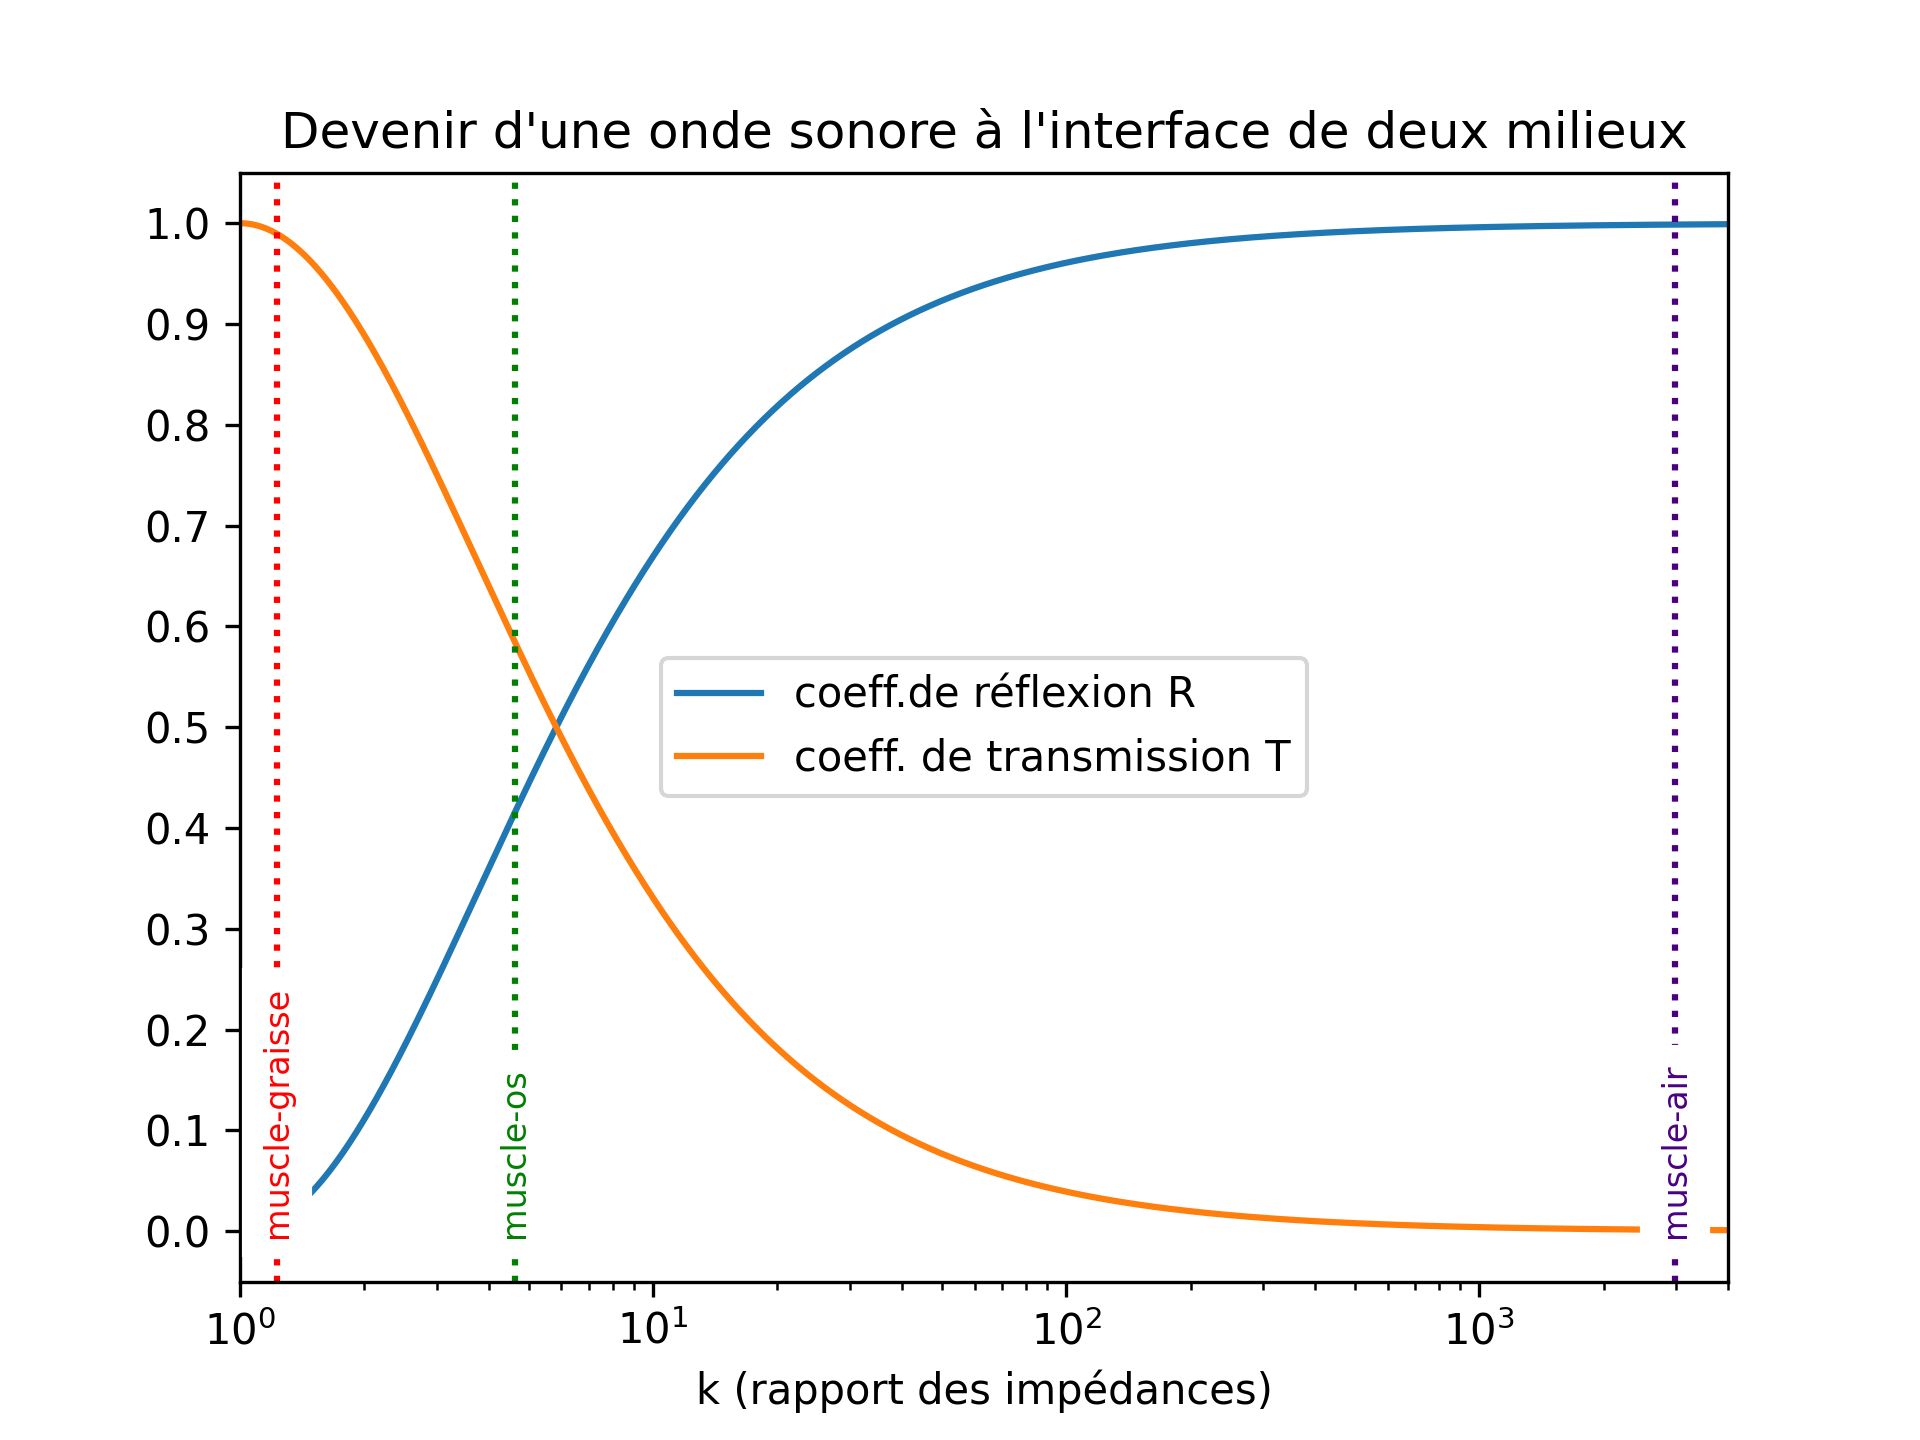 Devenir d'une onde sonore à l'interface de deux milieux
1.0
0.9
0.8
0.7
0.6
0.5
0.4
0.3
0.2
0.1
0.0
coeff.de réflexion R
coeff. de transmission T
muscle-graisse
muscle-os
muscle-air
10⁰
10¹
10²
10³
k (rapport des impédances)